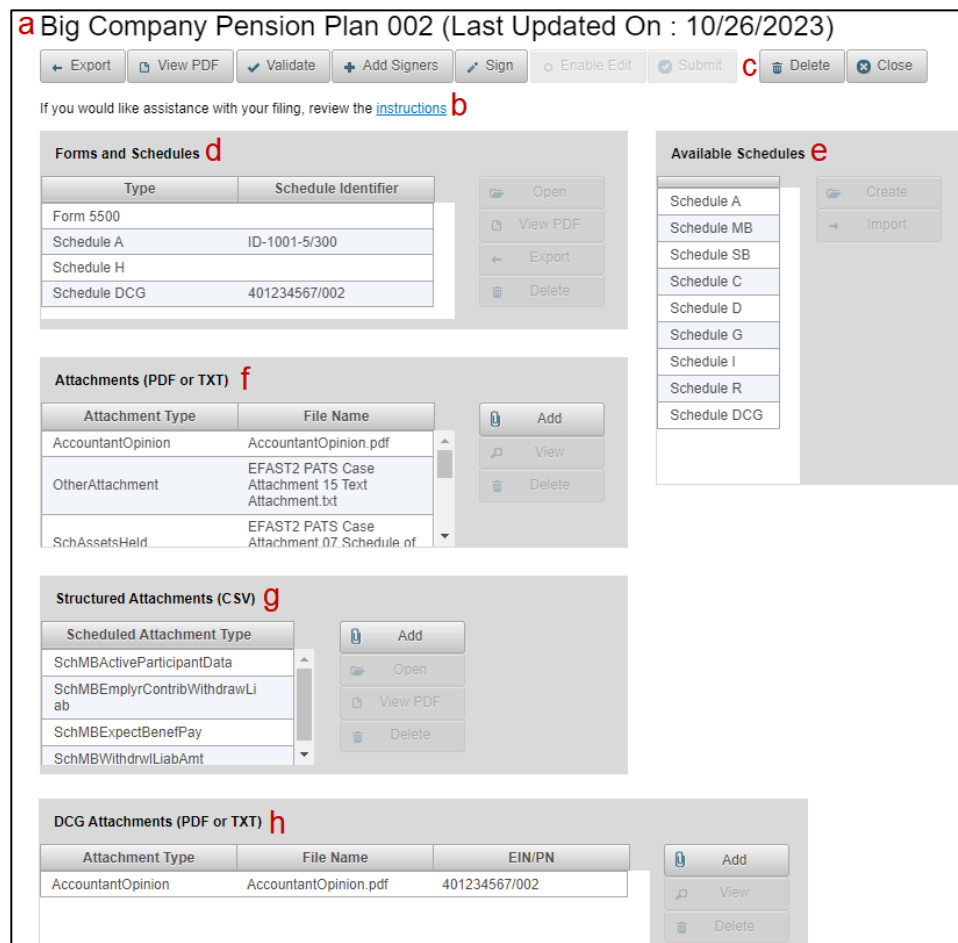 a Big Company Pension Plan 002 (Last Updated On : 10/26/2023)
Export View PDF Validate Add Signers Sign Enable Edit Submit c Delete Close
If you would like assistance with your filing, review the instructions b
Forms and Schedules d
Type Schedule Identifier
Form 5500
Schedule A ID-1001-5/300
Schedule H
Schedule DCG 401234567/002
Open
View PDF
Export
Delete
Available Schedules e
Schedule A
Schedule MB
Schedule SB
Schedule C
Schedule D
Schedule G
Schedule I
Schedule R
Schedule DCG
Create
Import
Attachments (PDF or TXT) f
Attachment Type File Name
AccountantOpinion AccountantOpinion.pdf
OtherAttachment EFAST2 PATS Case
Attachment 15 Text
Attachment.txt
SchAssetsHeld EFAST2 PATS Case
Attachment 07 Schedule of
Add
View
Delete
Structured Attachments (CSV) g
Scheduled Attachment Type
SchMBActiveParticipantData
SchMBEmplyrContribWithdrawLi
ab
SchMBExpectBenefPay
SchMBWithdrwlLiabAmt
Add
Open
View PDF
Delete
DCG Attachments (PDF or TXT) h
Attachment Type File Name EIN/PN
AccountantOpinion AccountantOpinion.pdf 401234567/002
Add
View
Delete